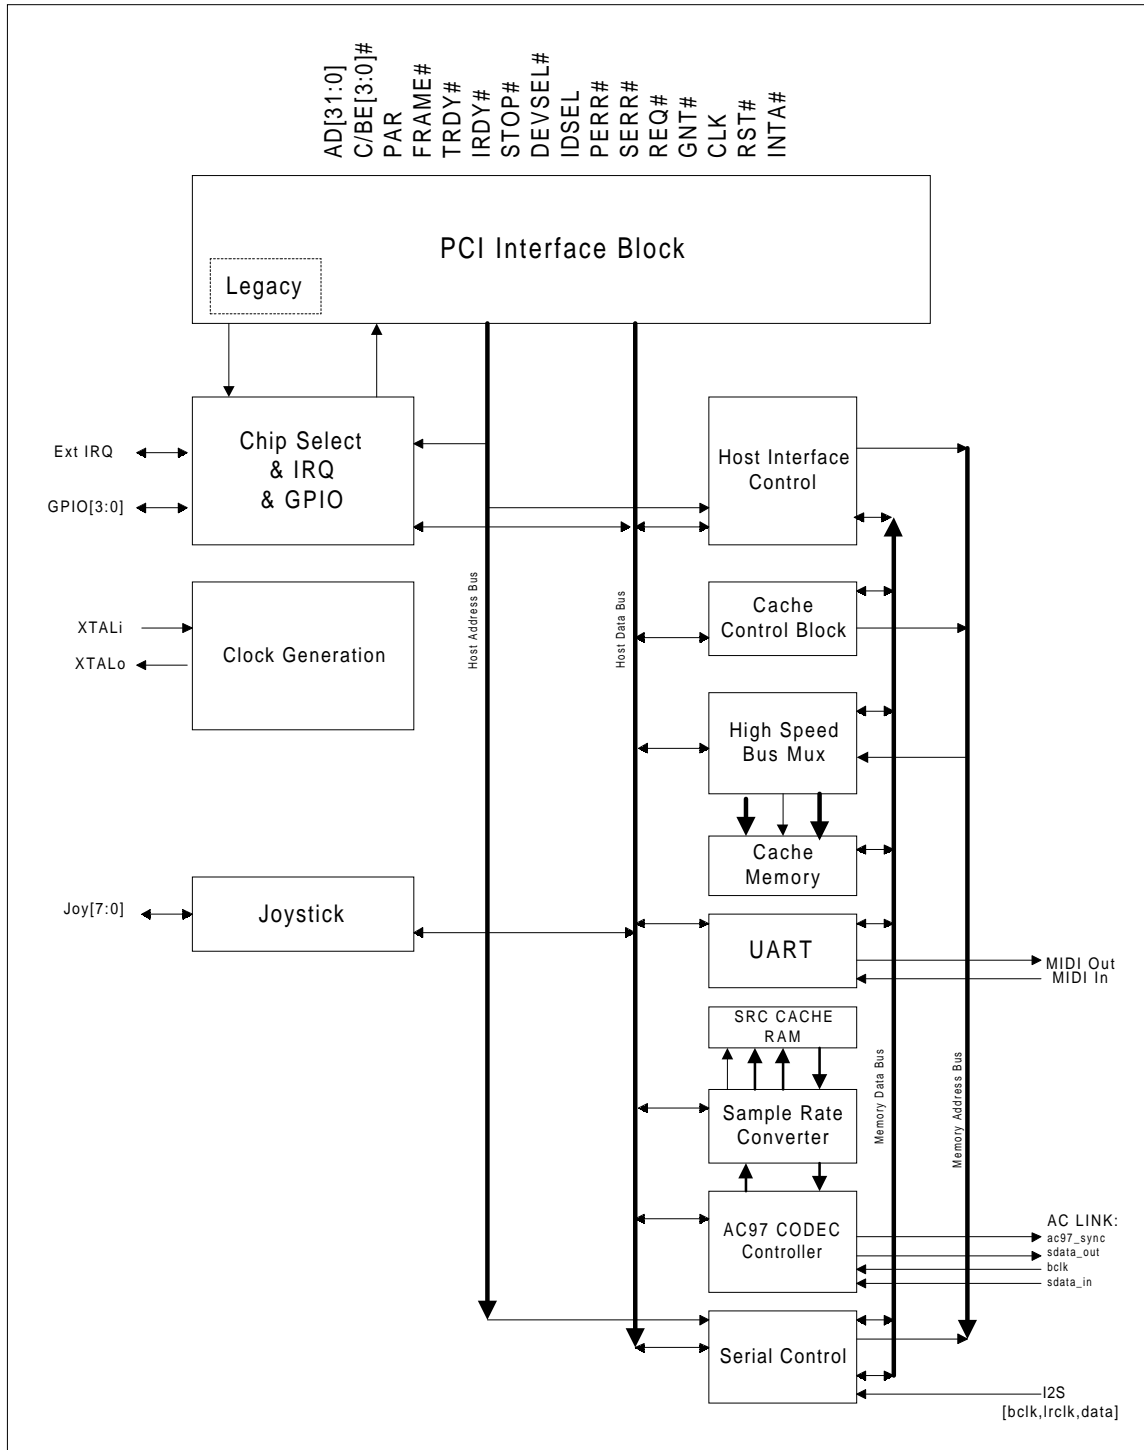 AD[31:0]
C/BE[3:0]#
PAR
FRAME#
TRDY#
IRDY#
STOP#
DEVSEL#
IDSEL
PERR#
SERR#
REQ#
GNT#
CLK
RST#
INTA#
PCI Interface Block
Legacy
Ext IRQ
GPIO[3:0]
Chip Select
& IRQ
& GPIO
Host Interface
Control
XTALi
XTALo
Clock Generation
Host Address Bus
Host Data Bus
Cache
Control Block
High Speed
Bus Mux
Cache
Memory
Joy[7:0]
Joystick
UART
MIDI Out
MIDI In
SRC CACHE
RAM
Sample Rate
Converter
Memory Data Bus
Memory Address Bus
AC97 CODEC
Controller
AC LINK:
ac97_sync
sdata_out
bclk
sdata_in
Serial Control
I2S
[bclk,lrclk,data]